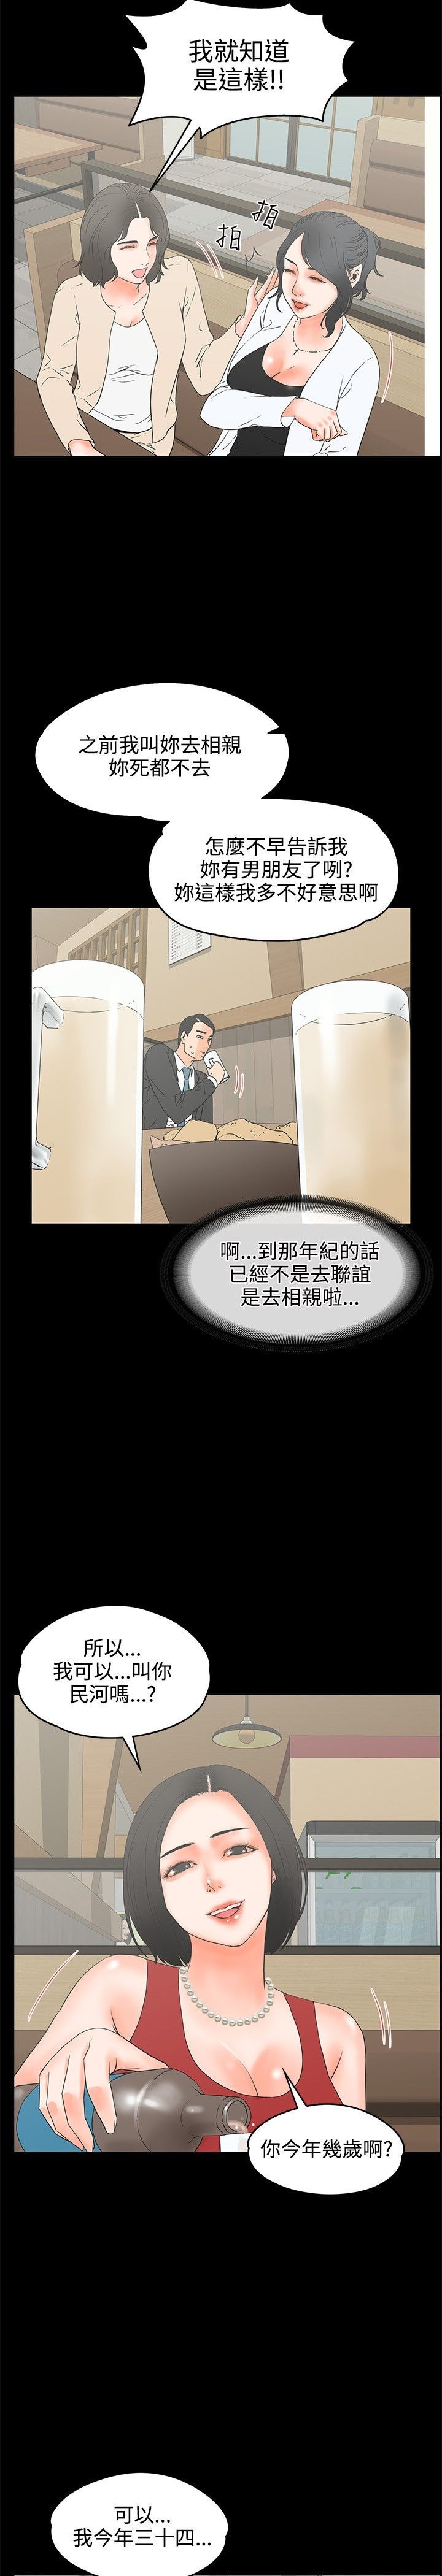 我就知道
是這樣!!
拍
拍
之前我叫妳去相親
妳死都不去
怎麼不早告訴我
妳有男朋友了咧?
妳這樣我多不好意思啊
啊...到那年紀的話
已經不是去聯誼
是去相親啦...
所以...
我可以...叫你
民河嗎...?
你今年幾歲啊?
可以...
我今年三十四...